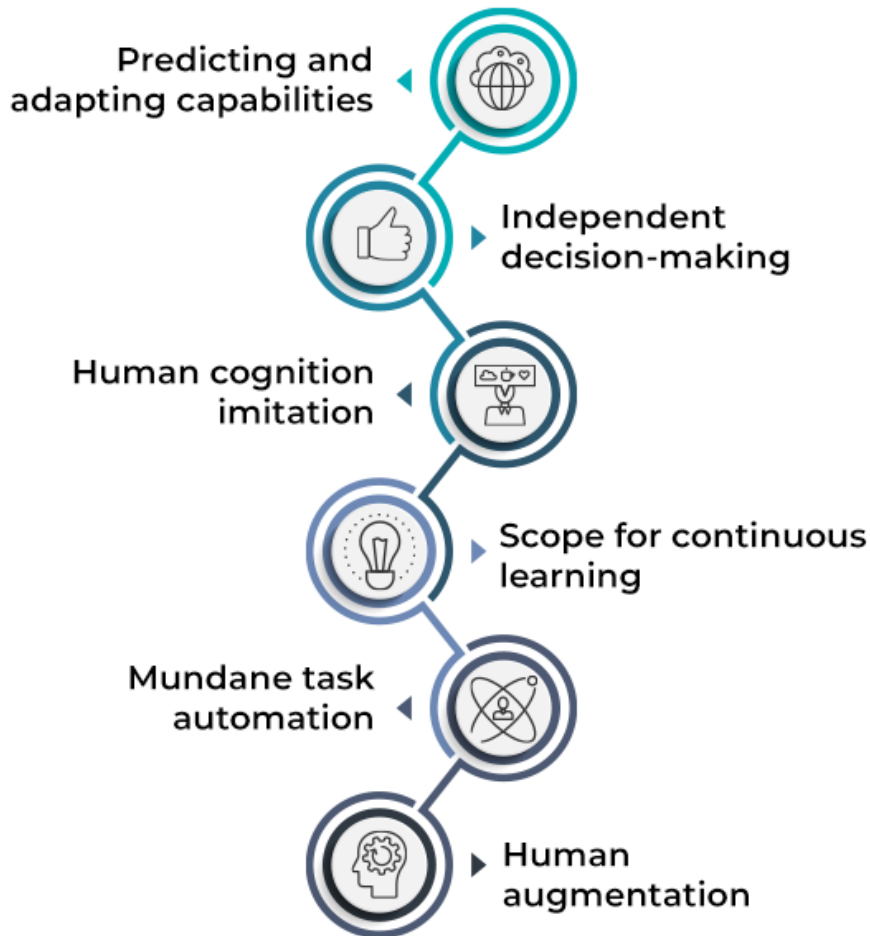 Predicting and
adapting capabilities
Independent
decision-making
Human cognition
imitation
Scope for continuous
learning
Mundane task
automation
Human
augmentation